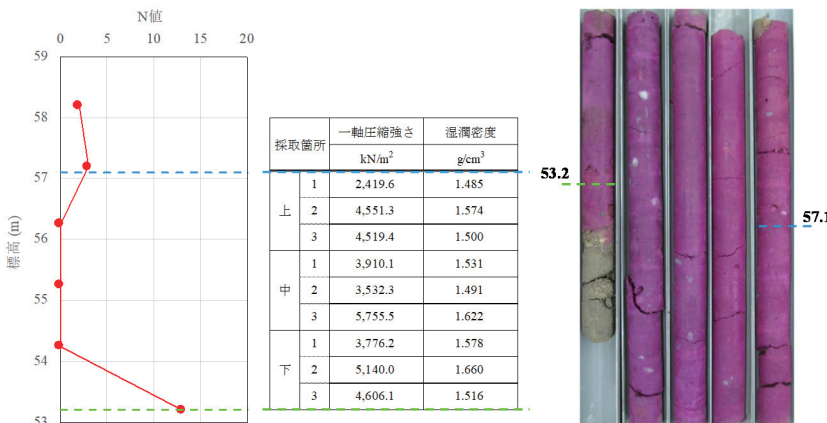 N値
0 5 10 15 20
59
58
57
56
55
54
53
標高 (m)
採取箇所 一軸圧縮強さ 湿潤密度
kN/m² g/cm³
上 1 2,419.6 1.485
2 4,551.3 1.574
3 4,519.4 1.500
中 1 3,910.1 1.531
2 3,532.3 1.491
3 5,755.5 1.622
下 1 3,776.2 1.578
2 5,140.0 1.660
3 4,606.1 1.516
53.2
57.1